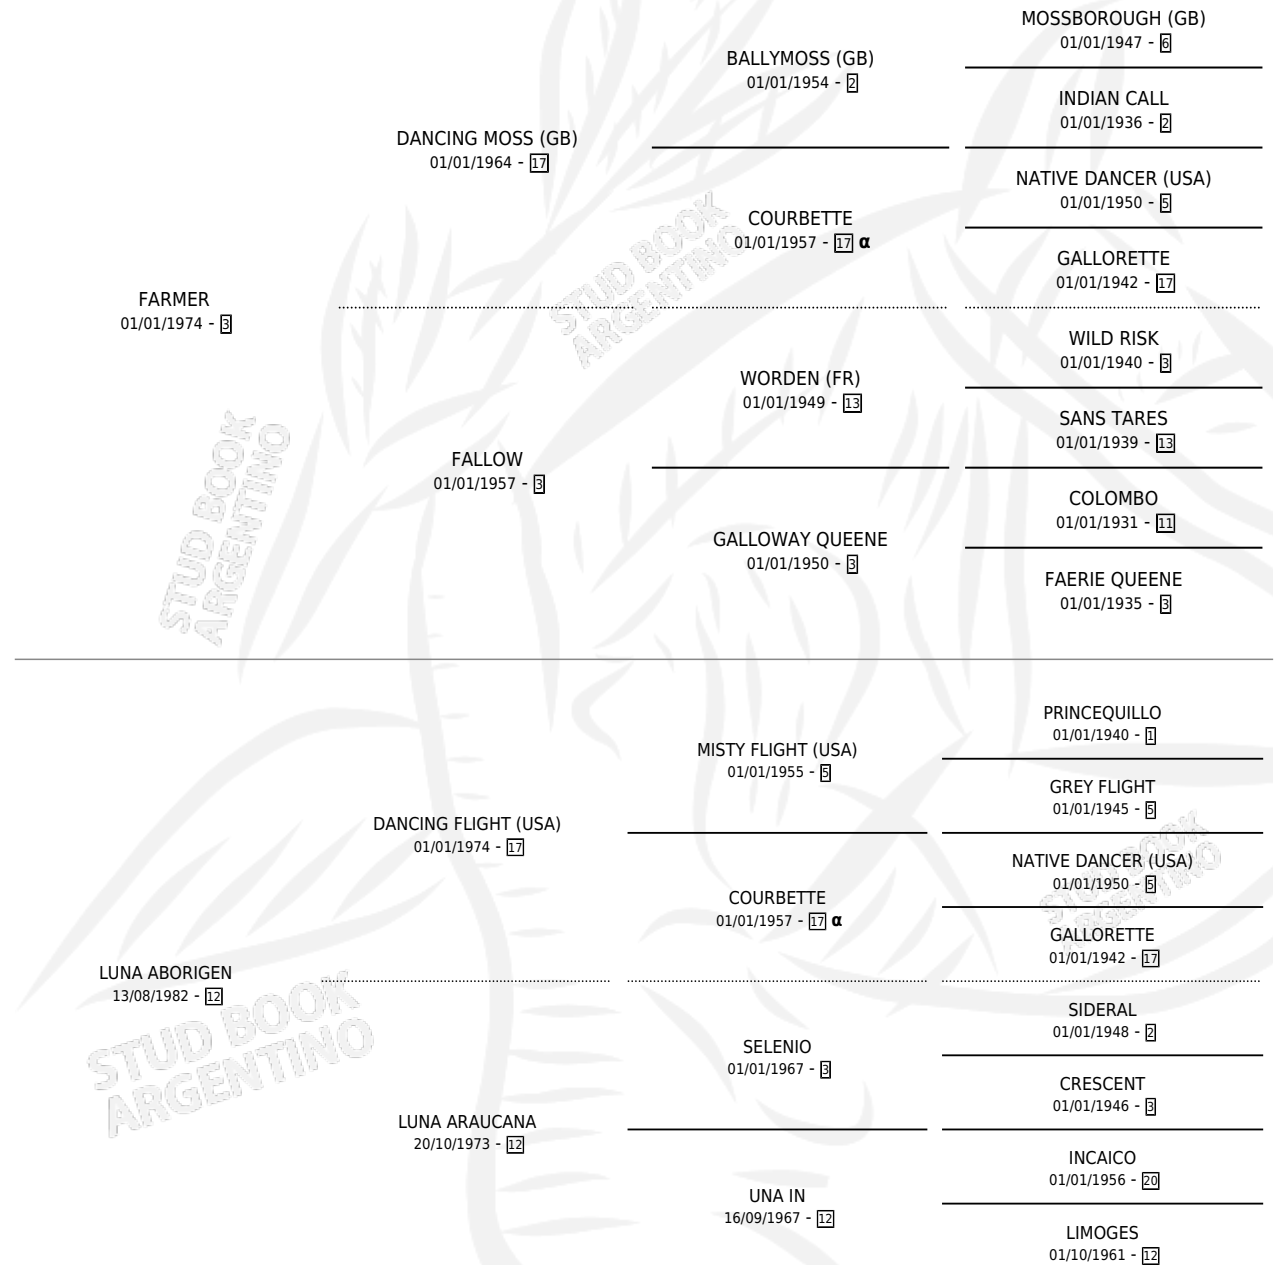 MOSSBOROUGH (GB)
01/01/1947 - 6
BALLYMOSS (GB)
01/01/1954 - 2
INDIAN CALL
01/01/1936 - 2
DANCING MOSS (GB)
01/01/1964 - 17
NATIVE DANCER (USA)
01/01/1950 - 5
COURBETTE
01/01/1957 - 17 α
GALLORETTE
01/01/1942 - 17
FARMER
01/01/1974 - 3
WILD RISK
01/01/1940 - 3
WORDEN (FR)
01/01/1949 - 13
SANS TARES
01/01/1939 - 13
FALLOW
01/01/1957 - 3
COLOMBO
01/01/1931 - 11
GALLOWAY QUEENE
01/01/1950 - 3
FAERIE QUEENE
01/01/1935 - 3
PRINCEQUILLO
01/01/1940 - 1
MISTY FLIGHT (USA)
01/01/1955 - 5
GREY FLIGHT
01/01/1945 - 5
DANCING FLIGHT (USA)
01/01/1974 - 17
NATIVE DANCER (USA)
01/01/1950 - 5
COURBETTE
01/01/1957 - 17 α
GALLORETTE
01/01/1942 - 17
LUNA ABORIGEN
13/08/1982 - 12
SIDERAL
01/01/1948 - 2
SELENIO
01/01/1967 - 3
CRESCENT
01/01/1946 - 3
LUNA ARAUCANA
20/10/1973 - 12
INCAICO
01/01/1956 - 20
UNA IN
16/09/1967 - 12
LIMOGES
01/10/1961 - 12
STUD BOOK
ARGENTINO
STUD BOOK
ARGENTINO
STUD BOOK
ARGENTINO
STUD BOOK
ARGENTINO